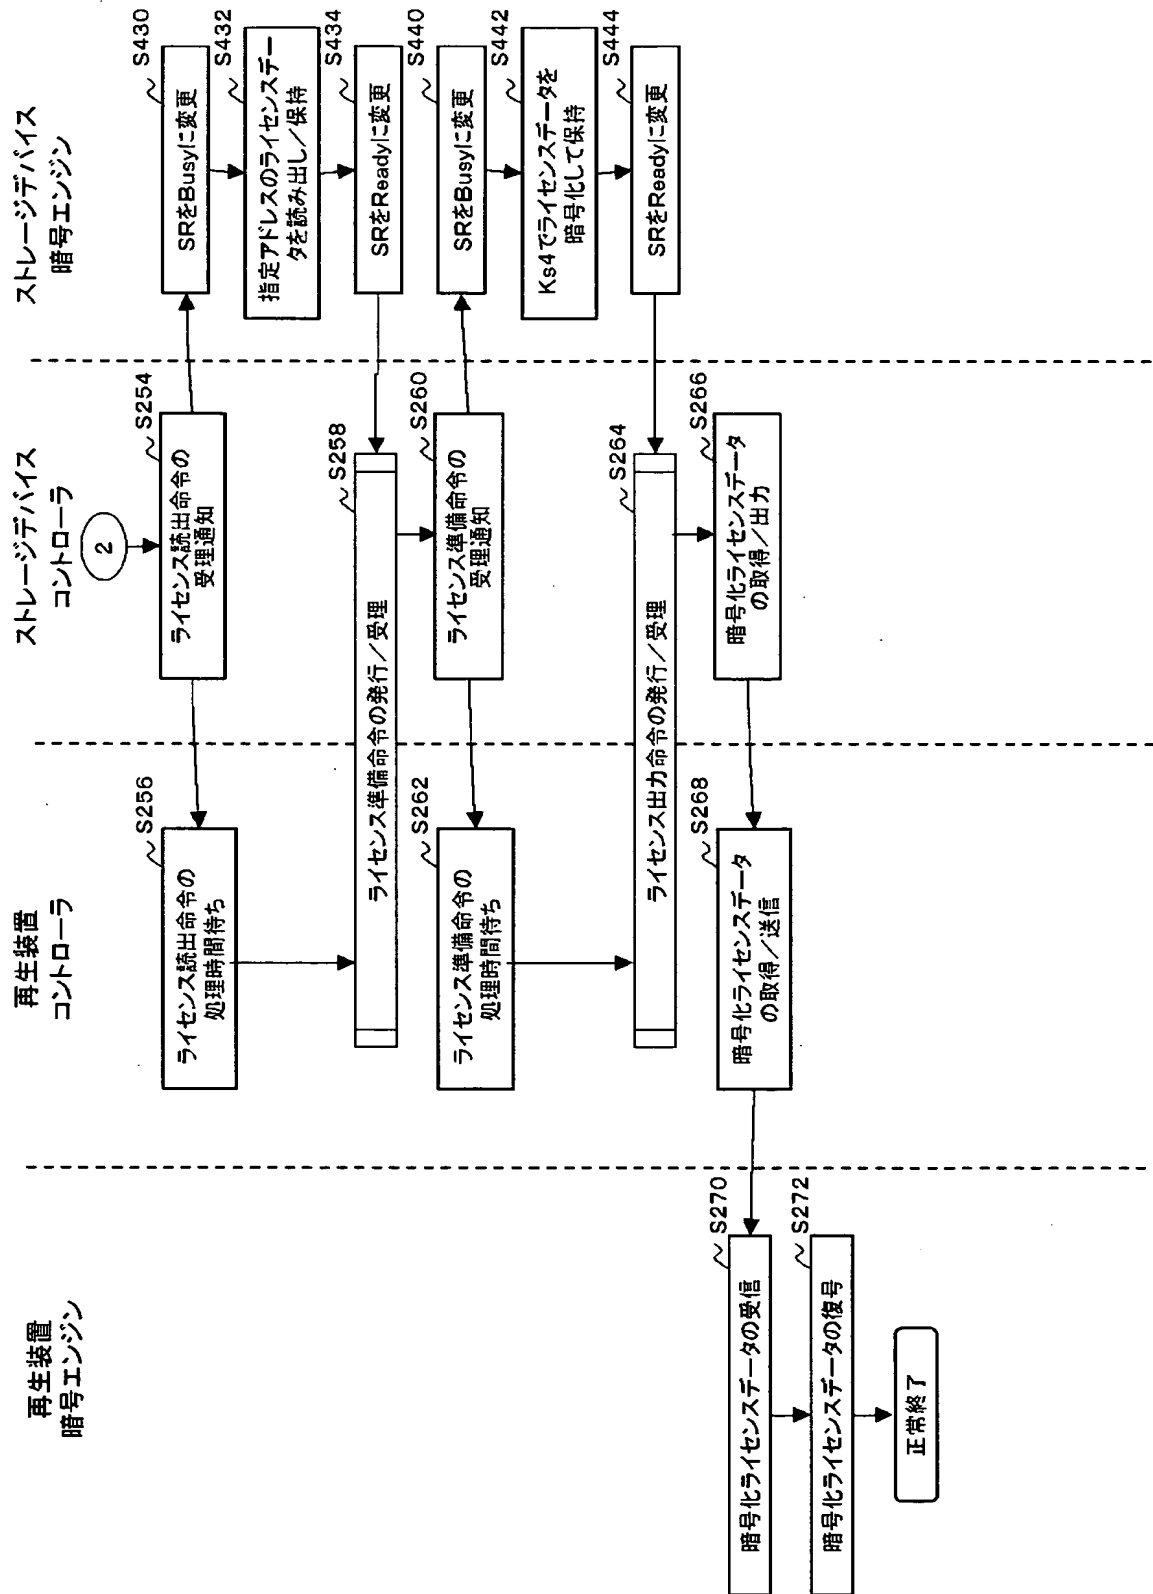 再生装置
暗号エンジン
再生装置
コントローラ
ストレージデバイス
コントローラ
ストレージデバイス
暗号エンジン
2
S254
ライセンス読出命令の
受理通知
S430
SRをBusyに変更
S256
ライセンス読出命令の
処理時間待ち
S432
指定アドレスのライセンスデー
タを読み出し/保持
S434
SRをReadyに変更
S258
ライセンス準備命令の発行/受理
S260
ライセンス準備命令の
受理通知
S440
SRをBusyに変更
S262
ライセンス準備命令の
処理時間待ち
S442
Ks4でライセンスデータを
暗号化して保持
S444
SRをReadyに変更
S264
ライセンス出力命令の発行/受理
S266
暗号化ライセンスデータ
の取得/出力
S268
暗号化ライセンスデータ
の取得/送信
S270
暗号化ライセンスデータの受信
S272
暗号化ライセンスデータの復号
正常終了